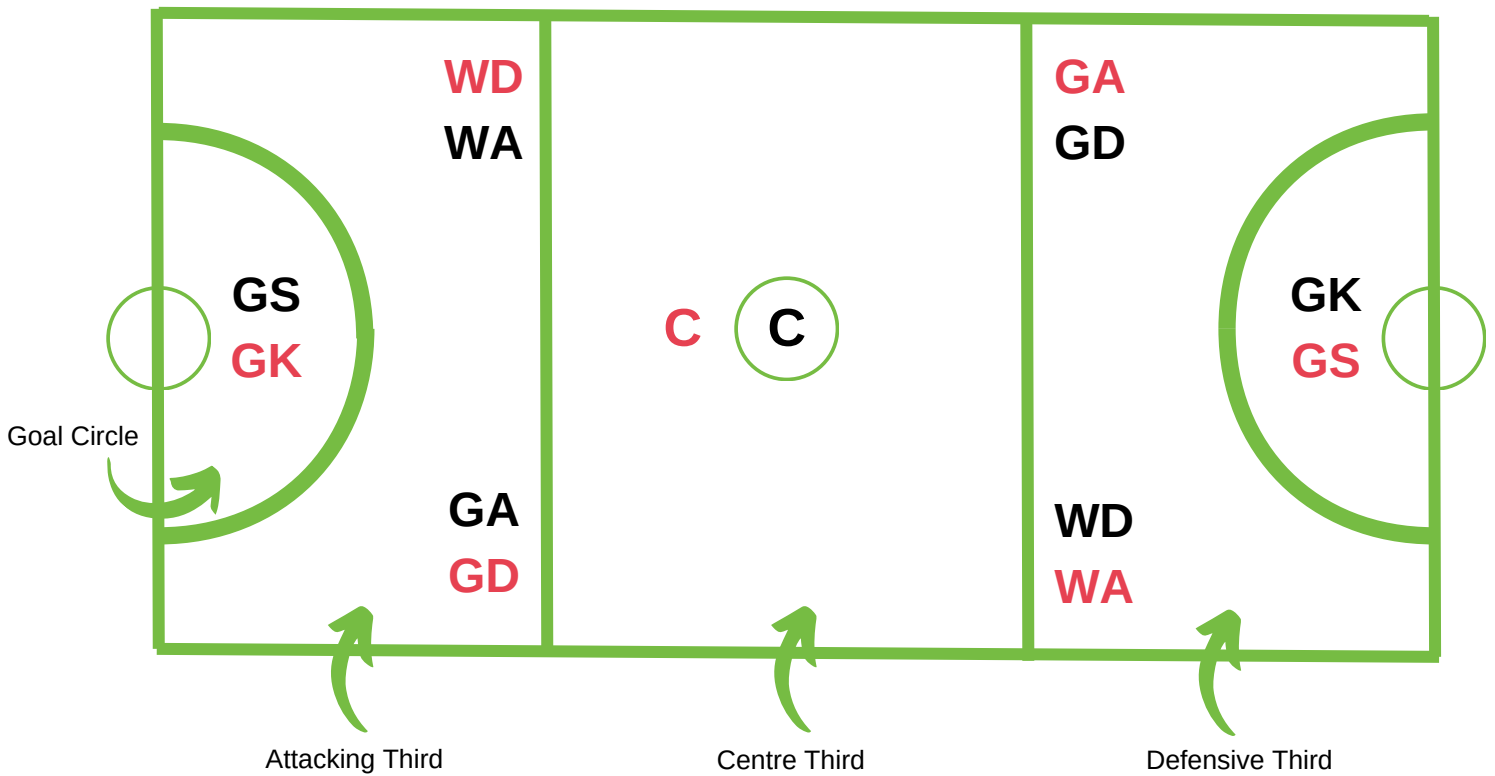 WD
WA
GA
GD
GS
GK
C
C
GK
GS
Goal Circle
GA
GD
WD
WA
Attacking Third
Centre Third
Defensive Third